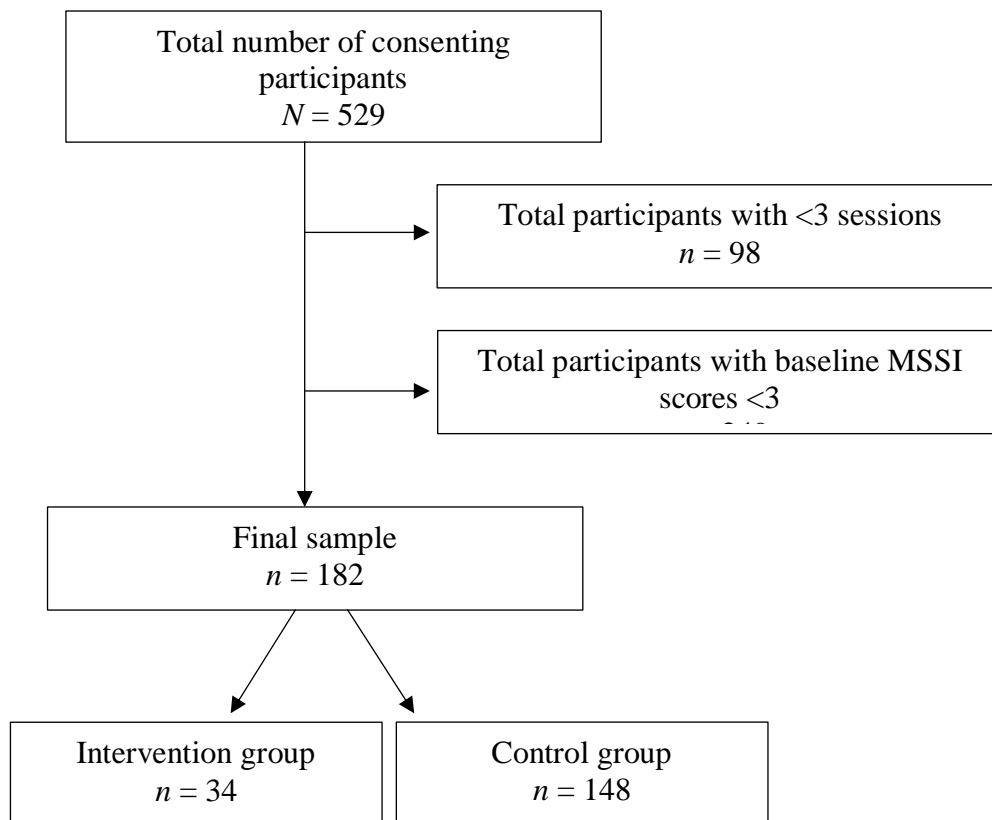 Total number of consenting
participants
N = 529
Total participants with <3 sessions
n = 98
Total participants with baseline MSSI
scores <3
Final sample
n = 182
Intervention group
n = 34
Control group
n = 148